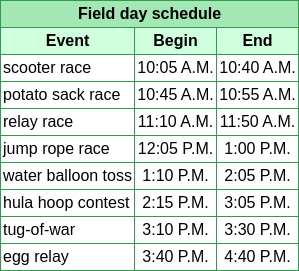 Field day schedule
Event Begin End
scooter race 10:05 A.M. 10:40 A.M.
potato sack race 10:45 A.M. 10:55 A.M.
relay race 11:10 A.M. 11:50 A.M.
jump rope race 12:05 P.M. 1:00 P.M.
water balloon toss 1:10 P.M. 2:05 P.M.
hula hoop contest 2:15 P.M. 3:05 P.M.
tug-of-war 3:10 P.M. 3:30 P.M.
egg relay 3:40 P.M. 4:40 P.M.